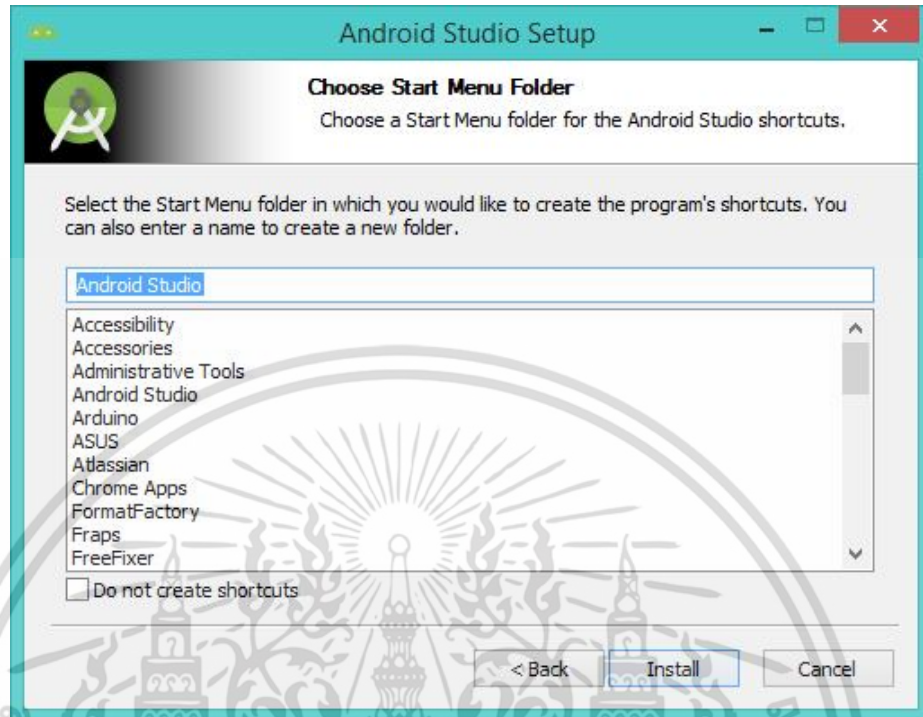 Android Studio Setup
Choose Start Menu Folder
Choose a Start Menu folder for the Android Studio shortcuts.
Select the Start Menu folder in which you would like to create the program's shortcuts. You
can also enter a name to create a new folder.
Android Studio
Accessibility
Accessories
Administrative Tools
Android Studio
Arduino
ASUS
Atlassian
Chrome Apps
FormatFactory
Fraps
FreeFixer
Do not create shortcuts
< Back
Install
Cancel